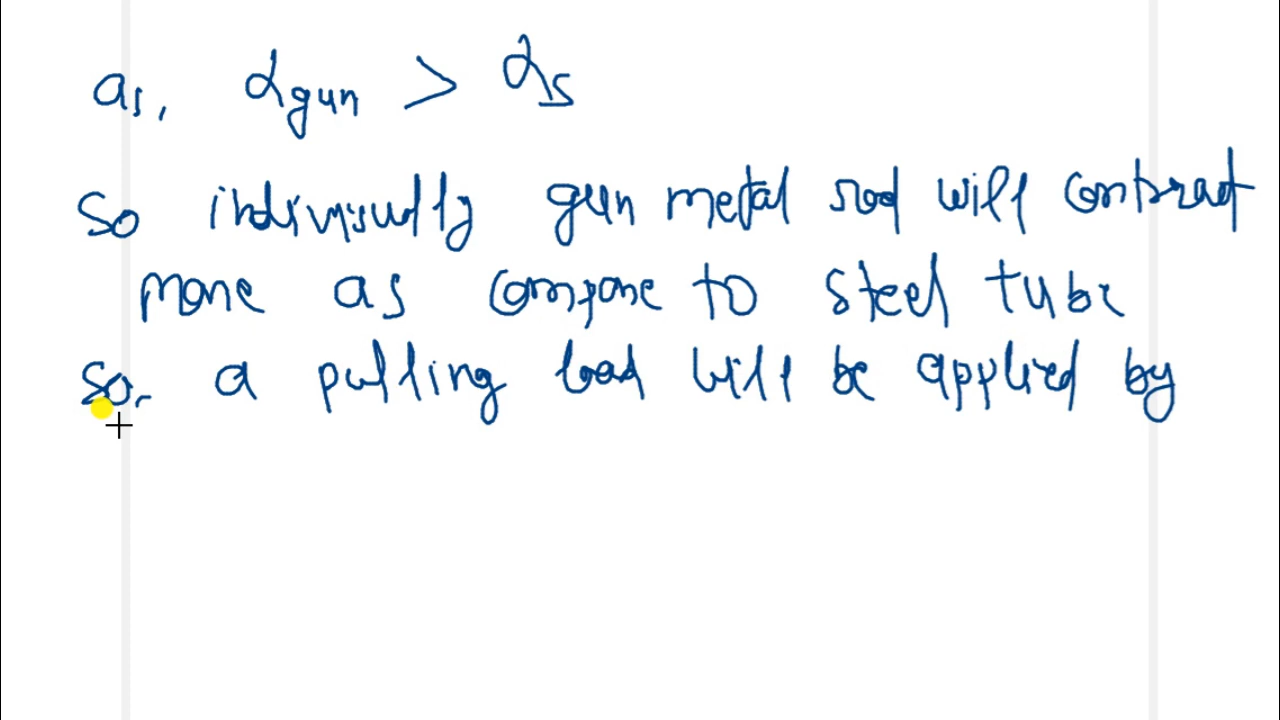 as, αgun > αs
So individually gun metal rod will contract
more as compare to steel tube
So, a pulling load will be applied by